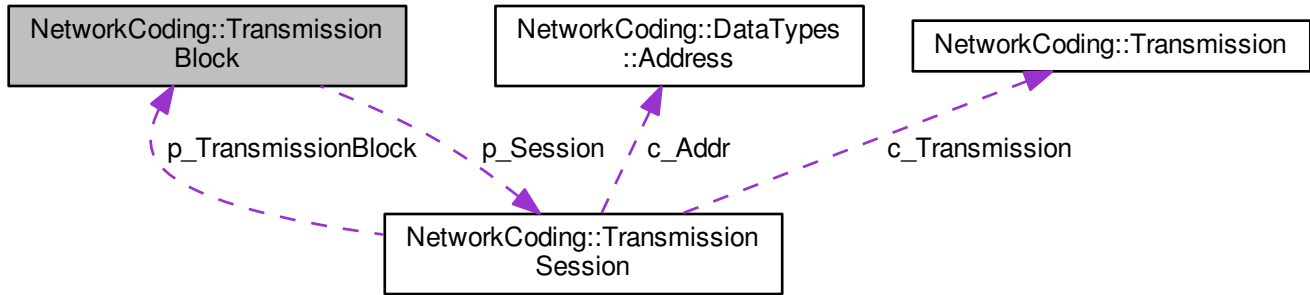 NetworkCoding::Transmission
Block
NetworkCoding::DataTypes
::Address
NetworkCoding::Transmission
p_TransmissionBlock
p_Session
c_Addr
c_Transmission
NetworkCoding::Transmission
Session